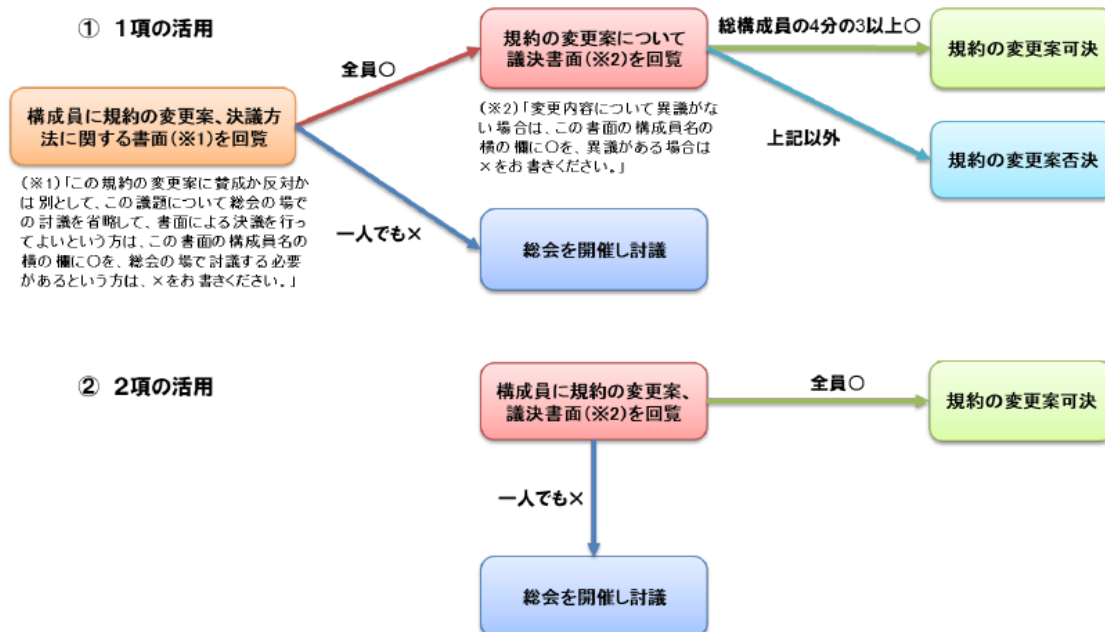 ① 1項の活用
全員〇
規約の変更案について
議決書面(※2)を回覧
総構成員の4分の3以上〇
規約の変更案可決
構成員に規約の変更案、決議方
法に関する書面(※1)を回覧
(※2)「変更内容について異議がな
い場合は、この書面の構成員名の
横の欄に〇を、異議がある場合は
×をお書きください。」
上記以外
規約の変更案否決
(※1)「この規約の変更案に賛成か反対か
は別として、この議題について総会の場で
の討議を省略して、書面による決議を行っ
てよいという方は、この書面の構成員名の
横の欄に〇を、総会の場で討議する必要
があるという方は、×をお書きください。」
一人でも×
総会を開催し討議
② 2項の活用
構成員に規約の変更案、
議決書面(※2)を回覧
全員〇
規約の変更案可決
一人でも×
総会を開催し討議